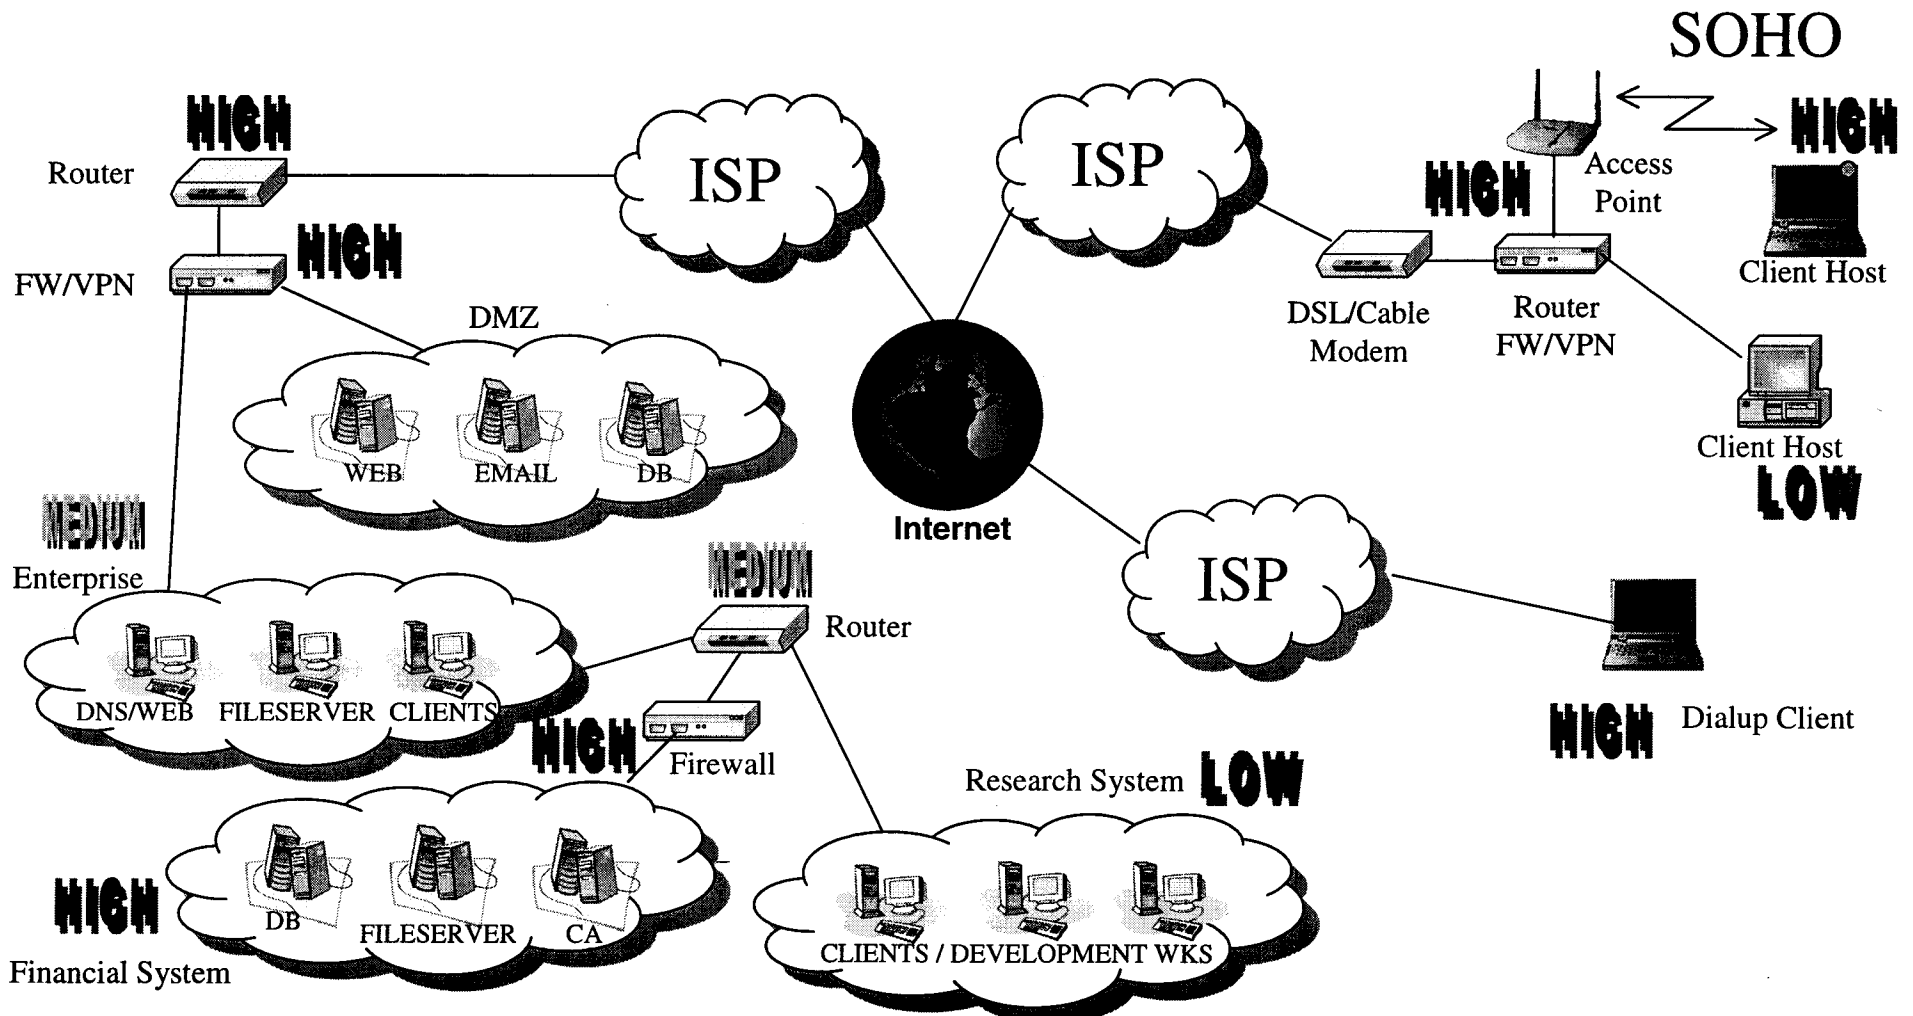 SOHO
HIGH
Router
ISP
ISP
HIGH
HIGH
Access
Point
Client Host
HIGH
FW/VPN
DSL/Cable
Modem
Router
FW/VPN
DMZ
WEB
EMAIL
DB
Internet
Client Host
LOW
MEDIUM
Enterprise
MEDIUM
Router
ISP
DNS/WEB
FILESERVER
CLIENTS
HIGH
Firewall
HIGH
Dialup Client
Research System
LOW
HIGH
Financial System
DB
FILESERVER
CA
CLIENTS / DEVELOPMENT WKS